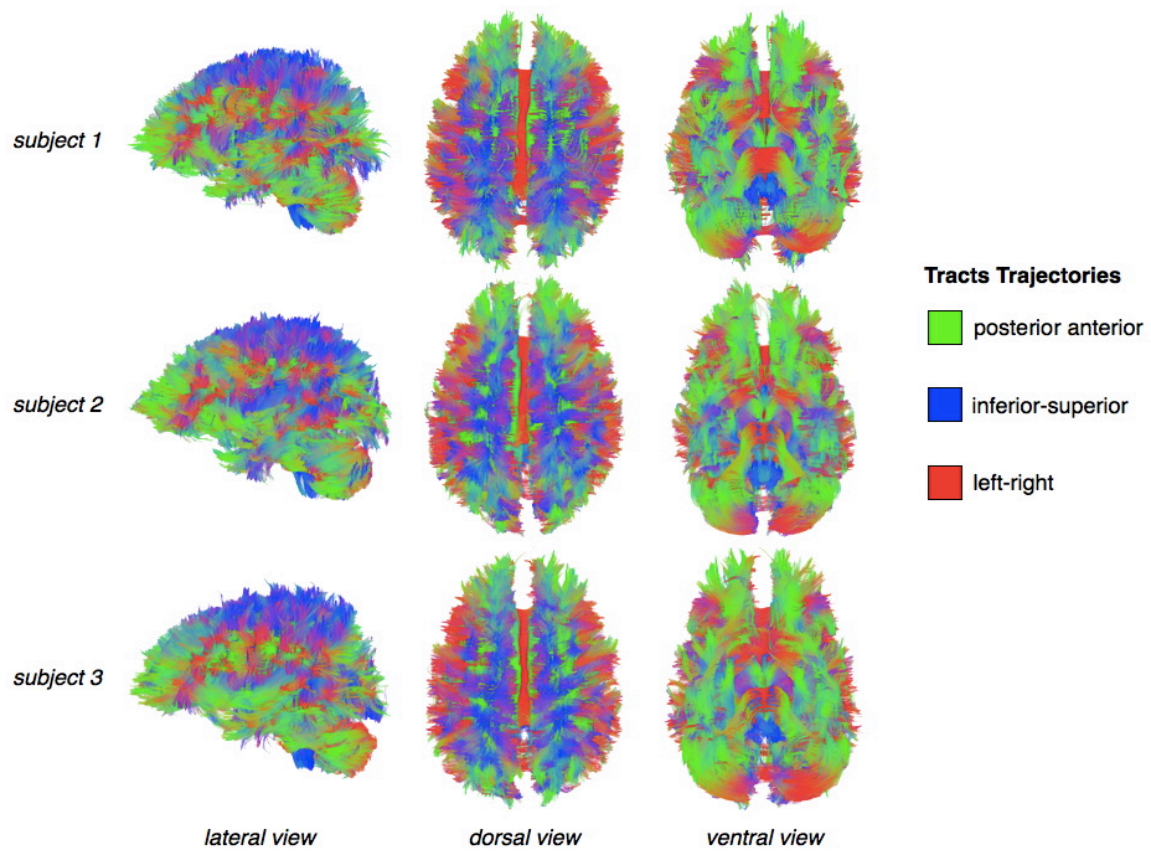 subject 1
subject 2
subject 3
lateral view
dorsal view
ventral view
Tracts Trajectories
posterior anterior
inferior-superior
left-right